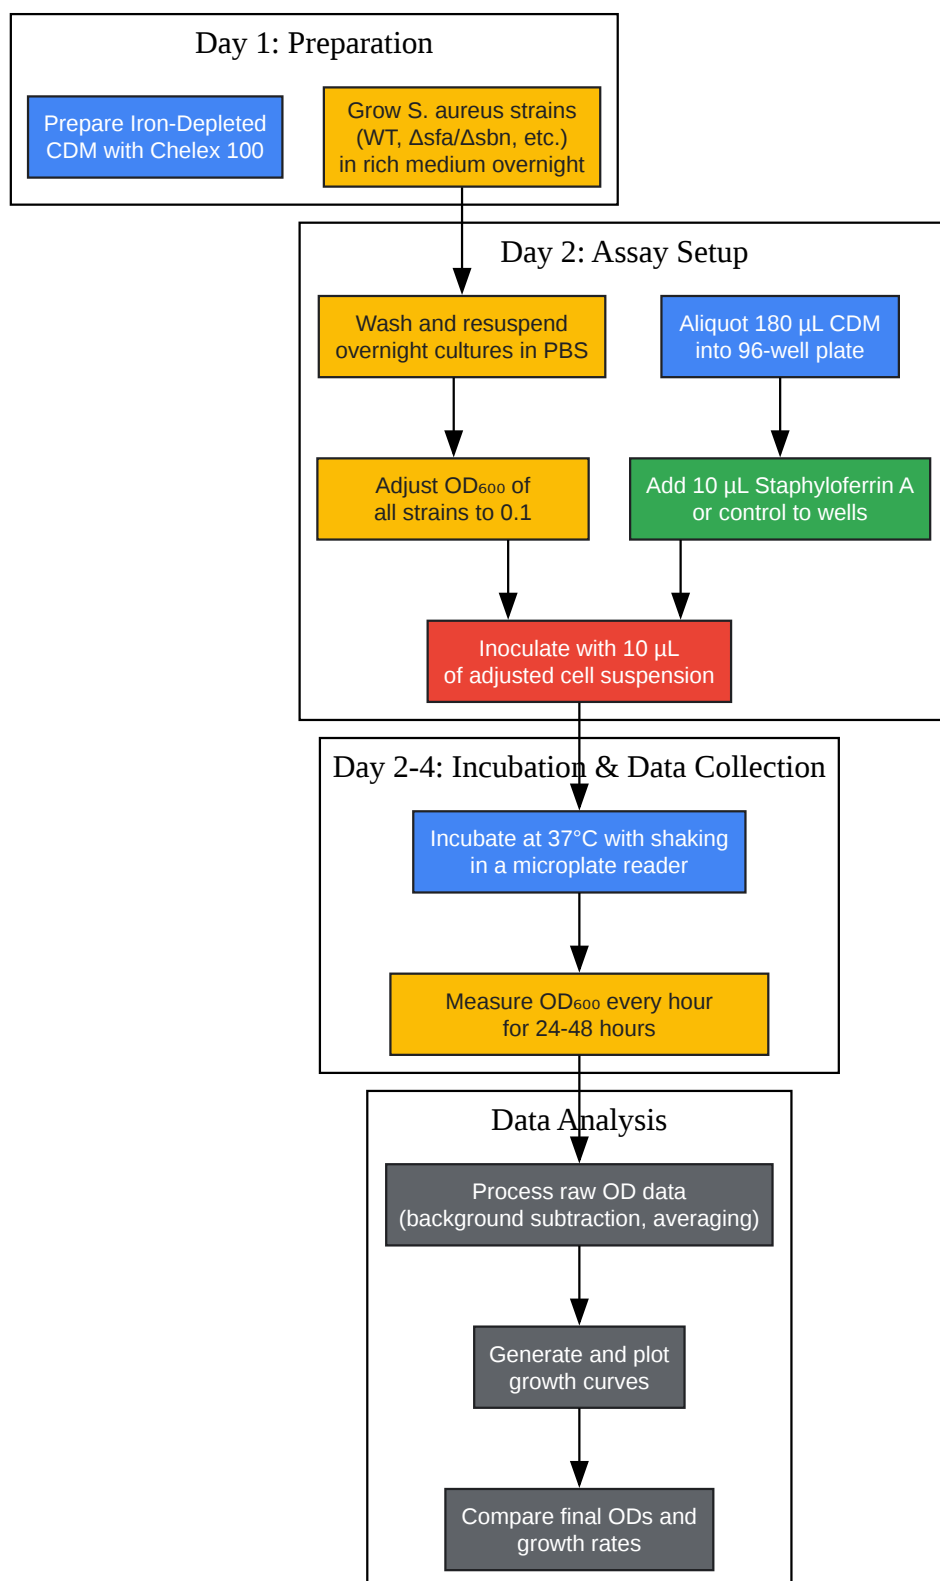 Day 1: Preparation
Prepare Iron-Depleted
CDM with Chelex 100
Grow S. aureus strains
(WT, Δsfa/Δsbn, etc.)
in rich medium overnight
Day 2: Assay Setup
Wash and resuspend
overnight cultures in PBS
Aliquot 180 µL CDM
into 96-well plate
Adjust OD₆₀₀ of
all strains to 0.1
Add 10 µL Staphyloferrin A
or control to wells
Inoculate with 10 µL
of adjusted cell suspension
Day 2-4: Incubation & Data Collection
Incubate at 37°C with shaking
in a microplate reader
Measure OD₆₀₀ every hour
for 24-48 hours
Data Analysis
Process raw OD data
(background subtraction, averaging)
Generate and plot
growth curves
Compare final ODs and
growth rates